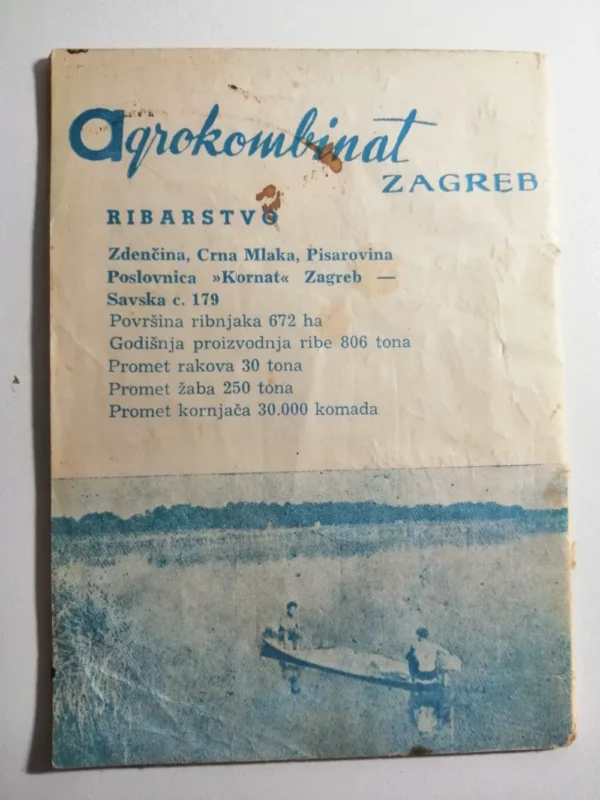 agrokombinat
ZAGREB
RIBARSTVO
Zdenčina, Crna Mlaka, Pisarovina
Poslovnica »Kornat« Zagreb —
Savska c. 179
Površina ribnjaka 672 ha
Godišnja proizvodnja ribe 806 tona
Promet rakova 30 tona
Promet žaba 250 tona
Promet kornjača 30.000 komada